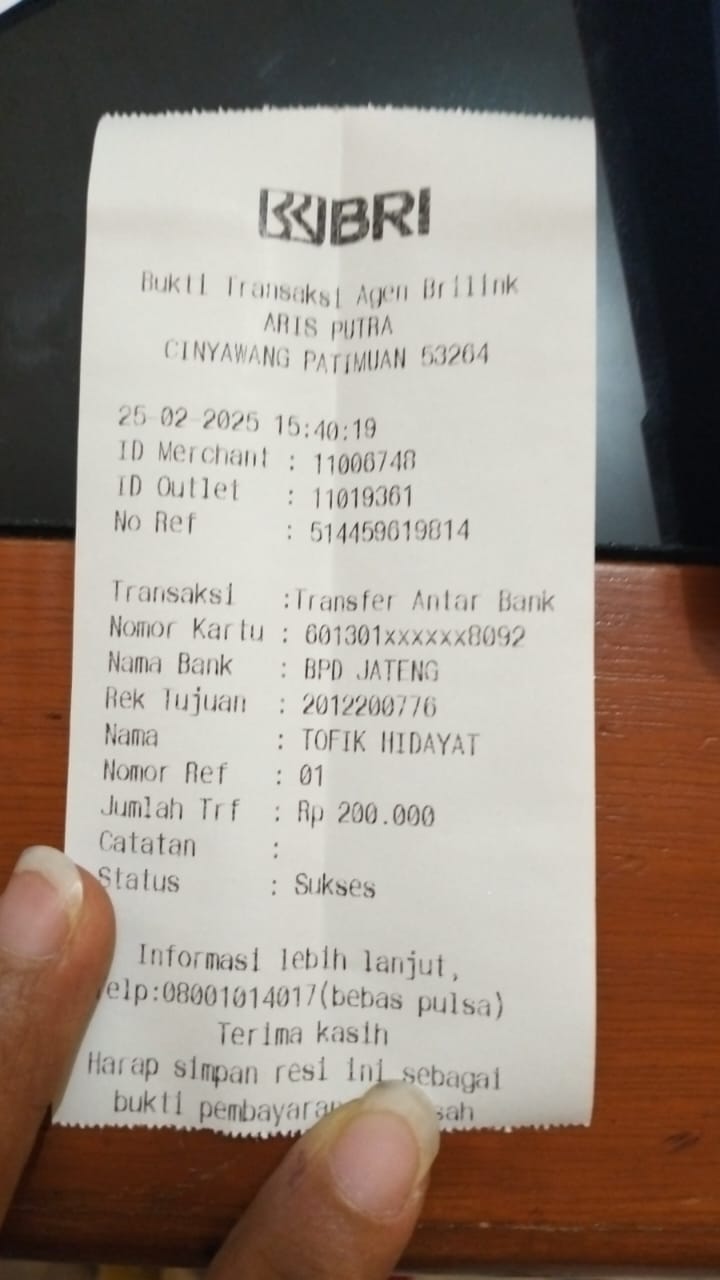 BRI
Bukti Transaksi Agen Brilink
ARIS PUTRA
CINYAWANG PATIMUAN 53264
25-02-2025 15:40:19
ID Merchant : 11006748
ID Outlet : 11019361
No Ref : 514459619814
Transaksi :Transfer Antar Bank
Nomor Kartu : 601301xxxxxx8092
Nama Bank : BPD JATENG
Rek Tujuan : 2012200776
Nama : TOFIK HIDAYAT
Nomor Ref : 01
Jumlah Trf : Rp 200.000
Catatan :
Status : Sukses
Informasi lebih lanjut,
elp:08001014017(bebas pulsa)
Terima kasih
Harap simpan resi ini sebagai
bukti pembayaran sah